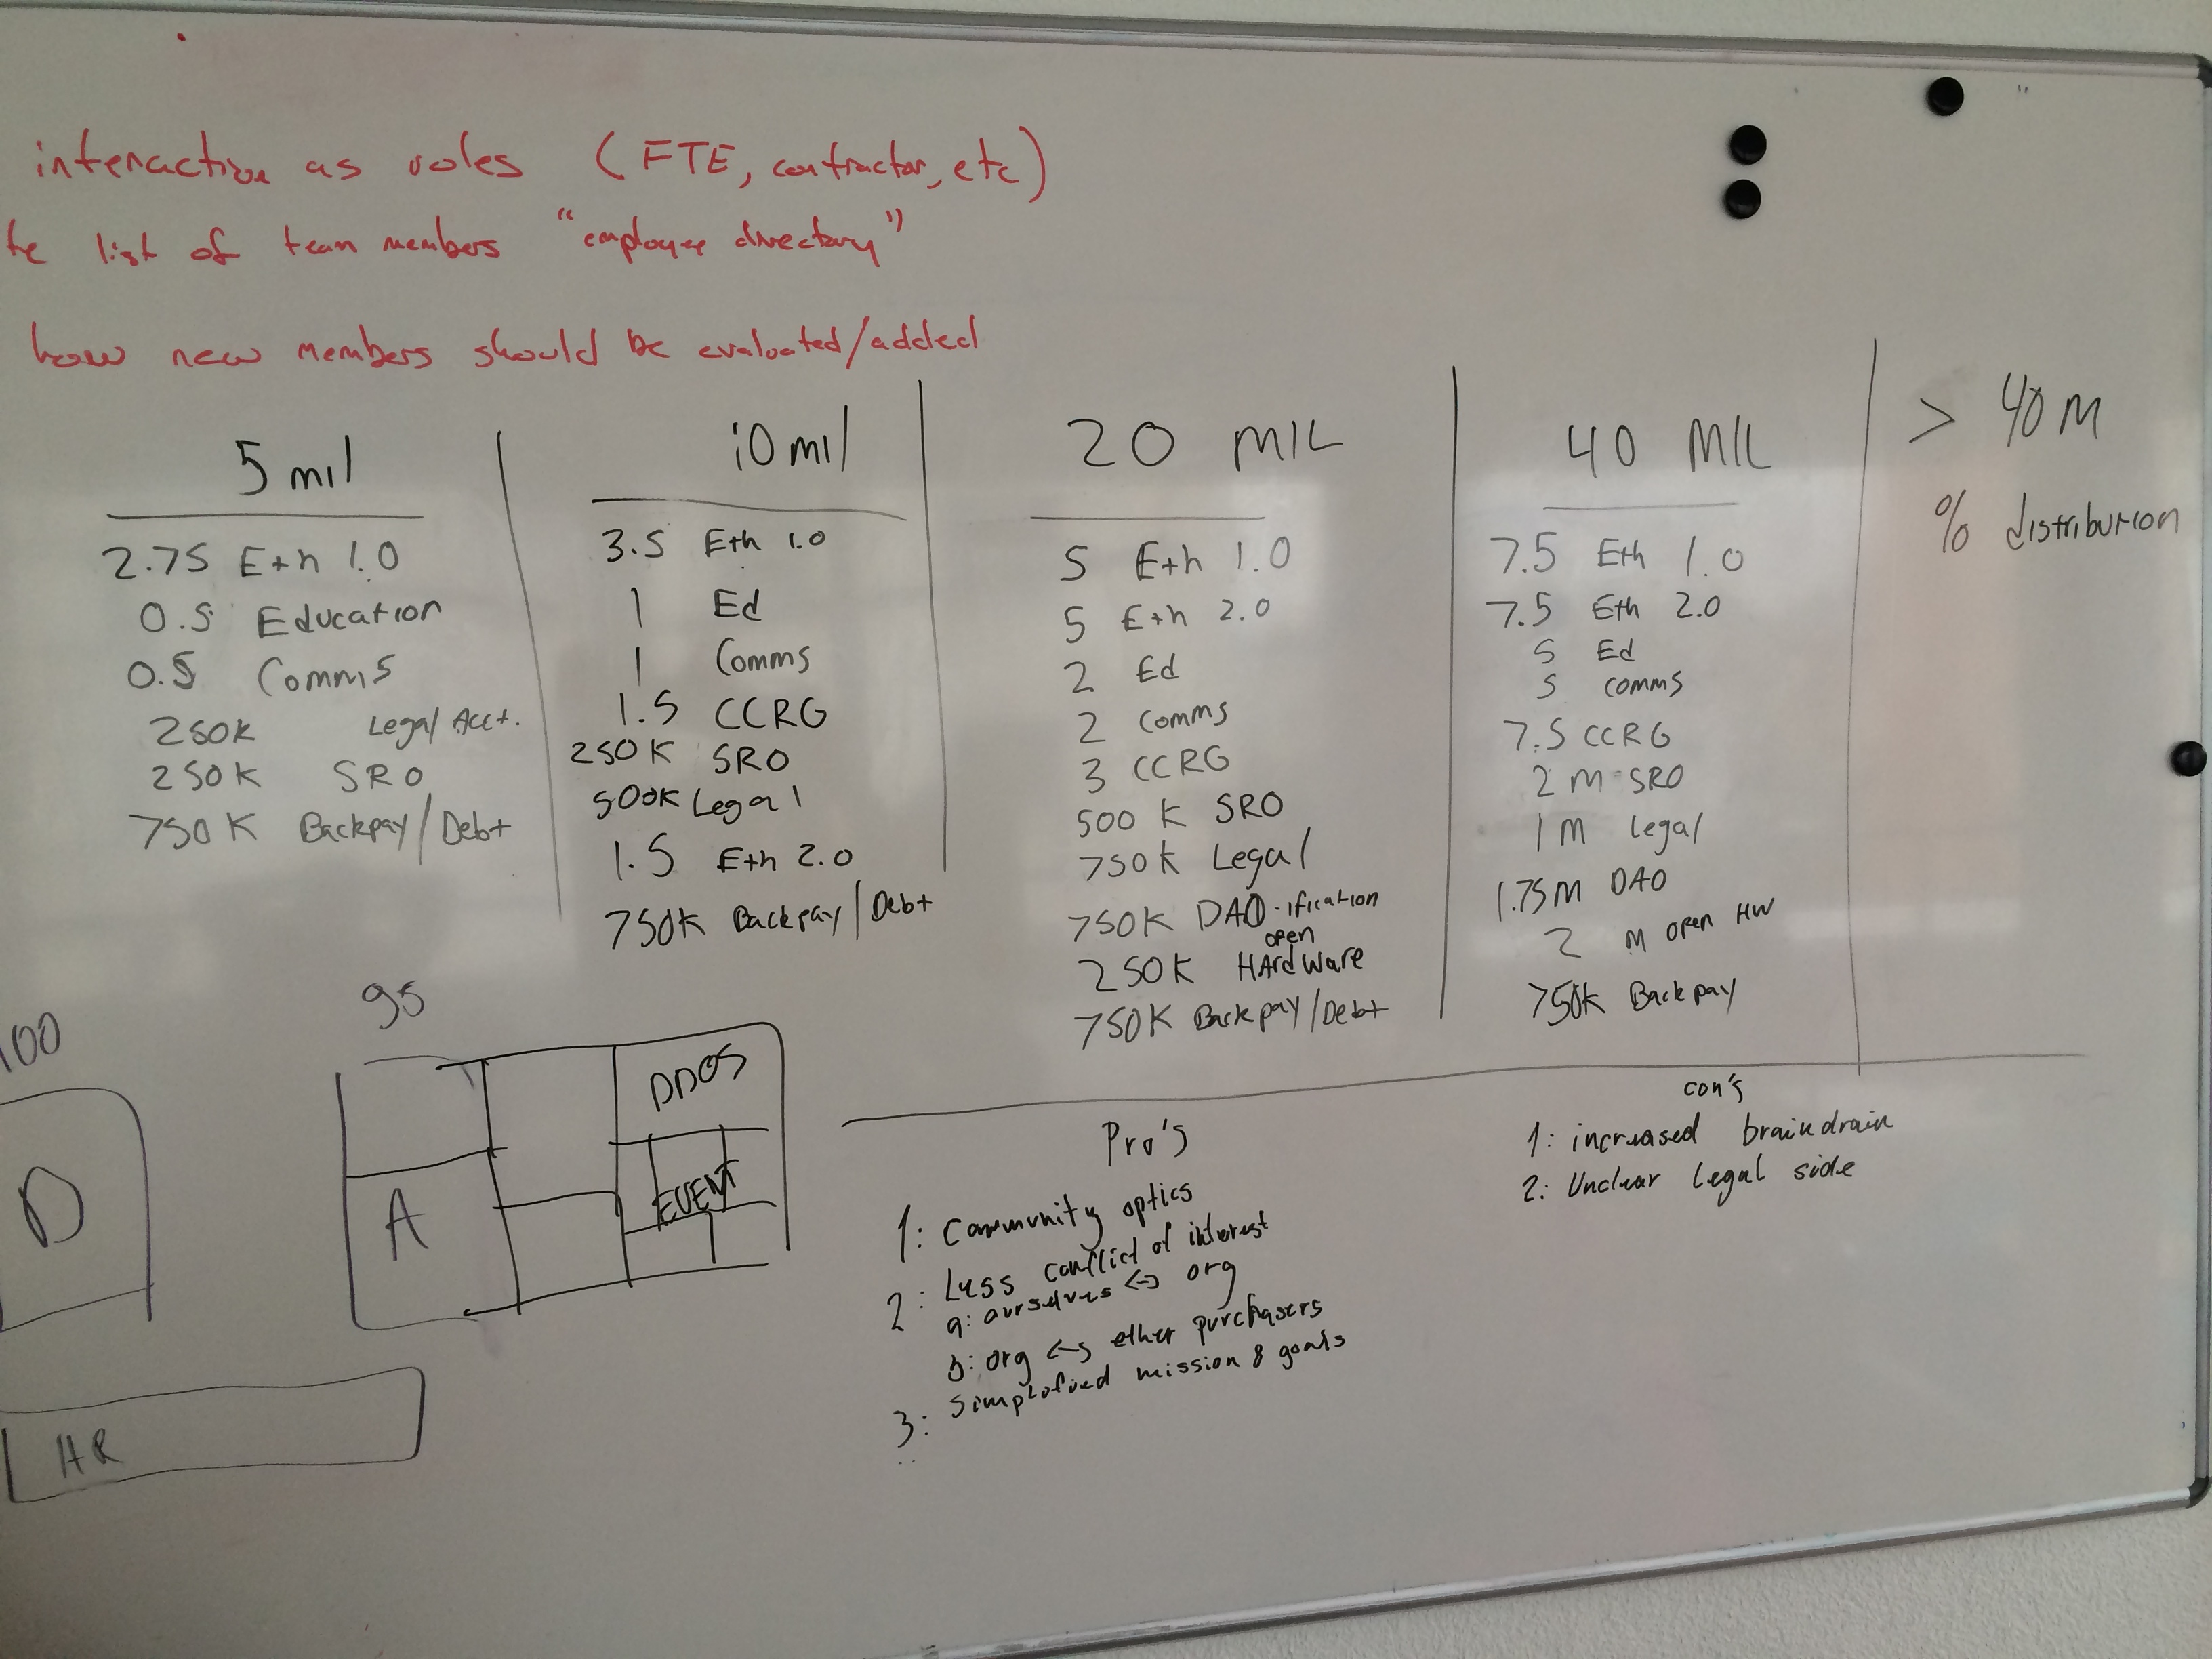 interaction as roles (FTE, contractor, etc)
te list of team members "employee directory"
how new members should be evaluated/added
5 mil
2.75 Eth 1.0
0.5 Education
0.5 Comms
250K Legal Acct.
250K SRO
750K Backpay/Debt
10 mil
3.5 Eth 1.0
1 Ed
1 Comms
1.5 CCRG
250K SRO
500K Legal
1.5 Eth 2.0
750K Backpay/Debt
20 MIL
5 Eth 1.0
5 Eth 2.0
2 Ed
2 Comms
3 CCRG
500 K SRO
750K Legal
750K DAO-ification
open
250K HArdware
750K Backpay/Debt
40 MIL
7.5 Eth 1.0
7.5 Eth 2.0
5 Ed
5 comms
7.5 CCRG
2 M SRO
1 M Legal
1.75M DAO
2 M open HW
750K Backpay
> 40 M
% distribution
100
D
HR
95
A
DDOS
EVENT
Pro's
1: Community optics
2: Less conflict of interest
a: ourselves <-> org
b: org <-> ether purchasers
3: Simplified mission & goals
con's
1: increased braindrain
2: Unclear legal side